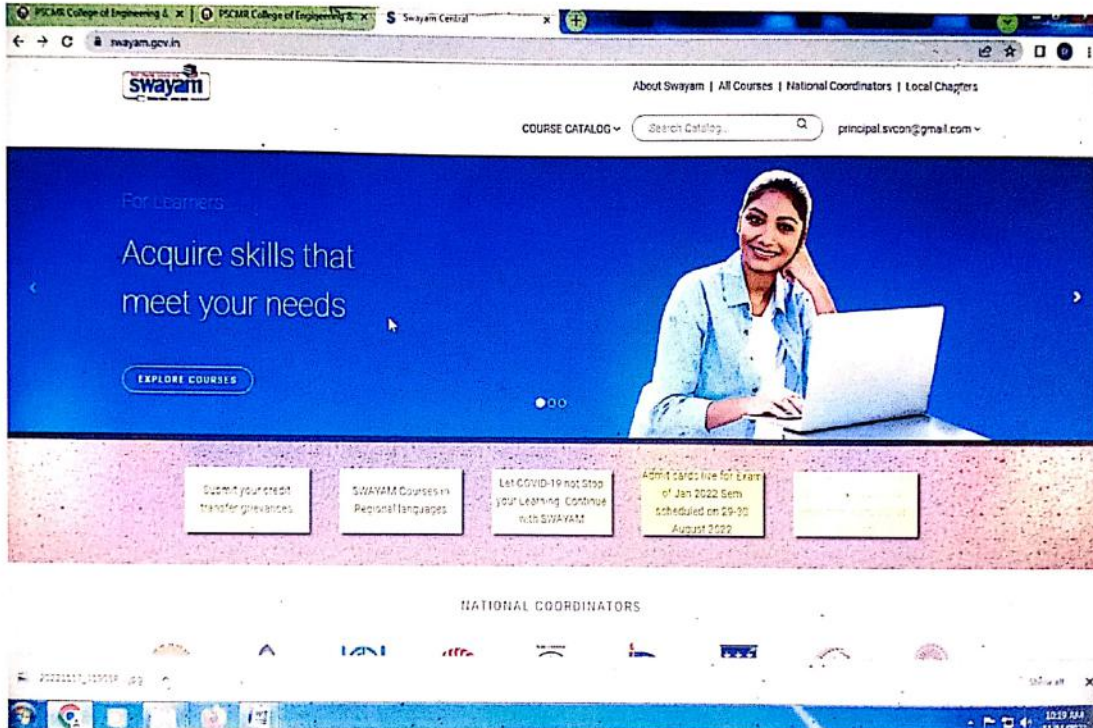 PSCMR College of Engineering &
PSCMR College of Engineering &
Swayam Central
swayam.gov.in
swayam
About Swayam | All Courses | National Coordinators | Local Chapters
COURSE CATALOG
Search Catalog...
principal.svcon@gmail.com
For Learners
Acquire skills that
meet your needs
EXPLORE COURSES
Submit your credit
transfer grievances
SWAYAM Courses in
Regional languages
Let COVID-19 not Stop
your Learning Continue
with SWAYAM
Admit cards live for Exam
of Jan 2022 Sem
scheduled on 29-30
August 2022
NATIONAL COORDINATORS
Show all
10:19 AM